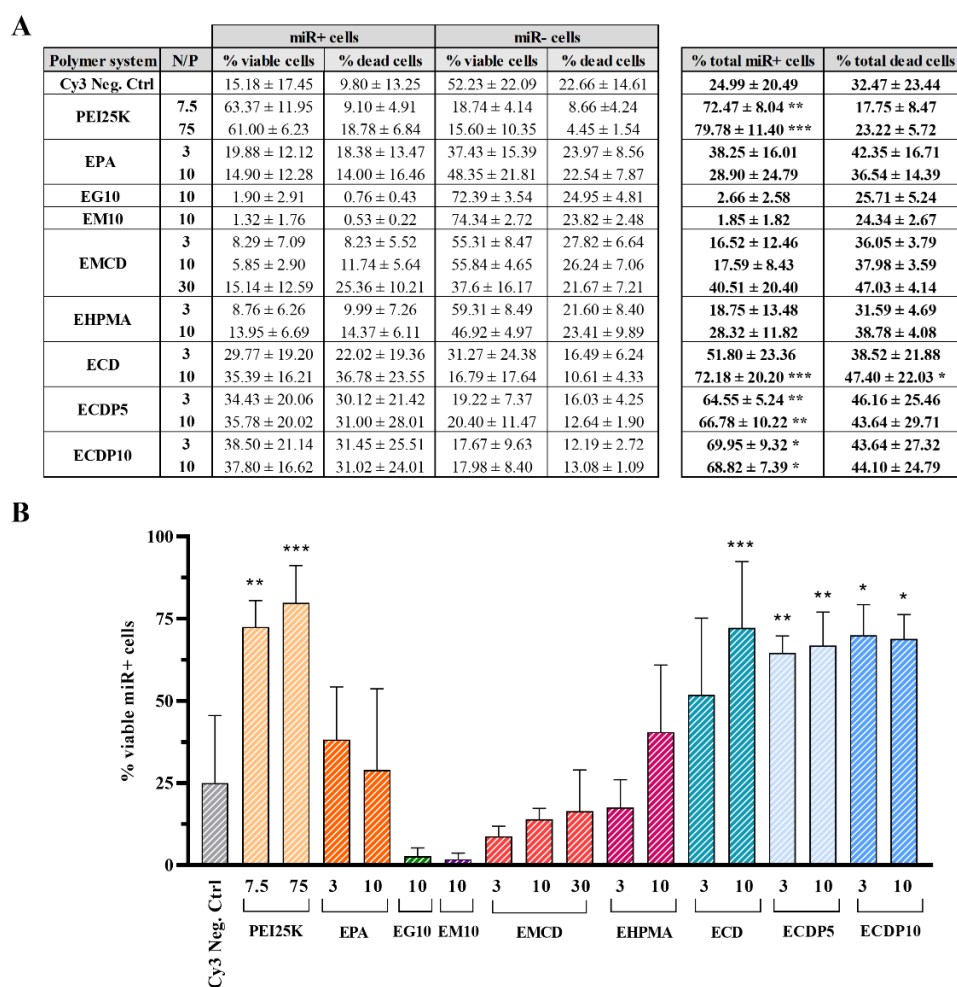 A
miR+ cells miR- cells
Polymer system N/P % viable cells % dead cells % viable cells % dead cells % total miR+ cells % total dead cells
Cy3 Neg. Ctrl 15.18 ± 17.45 9.80 ± 13.25 52.23 ± 22.09 22.66 ± 14.61 24.99 ± 20.49 32.47 ± 23.44
PEI25K 7.5 63.37 ± 11.95 9.10 ± 4.91 18.74 ± 4.14 8.66 ±4.24 72.47 ± 8.04 ** 17.75 ± 8.47
75 61.00 ± 6.23 18.78 ± 6.84 15.60 ± 10.35 4.45 ± 1.54 79.78 ± 11.40 *** 23.22 ± 5.72
EPA 3 19.88 ± 12.12 18.38 ± 13.47 37.43 ± 15.39 23.97 ± 8.56 38.25 ± 16.01 42.35 ± 16.71
10 14.90 ± 12.28 14.00 ± 16.46 48.35 ± 21.81 22.54 ± 7.87 28.90 ± 24.79 36.54 ± 14.39
EG10 10 1.90 ± 2.91 0.76 ± 0.43 72.39 ± 3.54 24.95 ± 4.81 2.66 ± 2.58 25.71 ± 5.24
EM10 10 1.32 ± 1.76 0.53 ± 0.22 74.34 ± 2.72 23.82 ± 2.48 1.85 ± 1.82 24.34 ± 2.67
EMCD 3 8.29 ± 7.09 8.23 ± 5.52 55.31 ± 8.47 27.82 ± 6.64 16.52 ± 12.46 36.05 ± 3.79
10 5.85 ± 2.90 11.74 ± 5.64 55.84 ± 4.65 26.24 ± 7.06 17.59 ± 8.43 37.98 ± 3.59
30 15.14 ± 12.59 25.36 ± 10.21 37.6 ± 16.17 21.67 ± 7.21 40.51 ± 20.40 47.03 ± 4.14
EHPMA 3 8.76 ± 6.26 9.99 ± 7.26 59.31 ± 8.49 21.60 ± 8.40 18.75 ± 13.48 31.59 ± 4.69
10 13.95 ± 6.69 14.37 ± 6.11 46.92 ± 4.97 23.41 ± 9.89 28.32 ± 11.82 38.78 ± 4.08
ECD 3 29.77 ± 19.20 22.02 ± 19.36 31.27 ± 24.38 16.49 ± 6.24 51.80 ± 23.36 38.52 ± 21.88
10 35.39 ± 16.21 36.78 ± 23.55 16.79 ± 17.64 10.61 ± 4.33 72.18 ± 20.20 *** 47.40 ± 22.03 *
ECDP5 3 34.43 ± 20.06 30.12 ± 21.42 19.22 ± 7.37 16.03 ± 4.25 64.55 ± 5.24 ** 46.16 ± 25.46
10 35.78 ± 20.02 31.00 ± 28.01 20.40 ± 11.47 12.64 ± 1.90 66.78 ± 10.22 ** 43.64 ± 29.71
ECDP10 3 38.50 ± 21.14 31.45 ± 25.51 17.67 ± 9.63 12.19 ± 2.72 69.95 ± 9.32 * 43.64 ± 27.32
10 37.80 ± 16.62 31.02 ± 24.01 17.98 ± 8.40 13.08 ± 1.09 68.82 ± 7.39 * 44.10 ± 24.79
B
% viable miR+ cells
100
75
50
25
0
** *** *** ** ** * *
Cy3 Neg. Ctrl 7.5 75 3 10 10 10 3 10 30 3 10 3 10 3 10 3 10
PEI25K EPA EG10 EM10 EMCD EHPMA ECD ECDP5 ECDP10